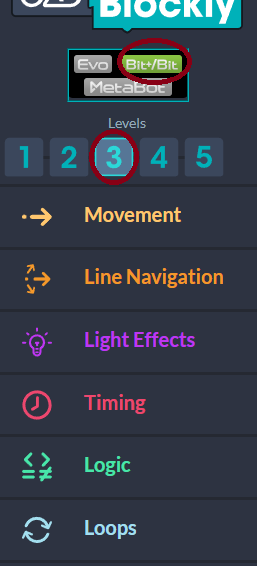 Blockly
Evo Bit+/Bit
MetaBot
Levels
1 2 3 4 5
Movement
Line Navigation
Light Effects
Timing
Logic
Loops